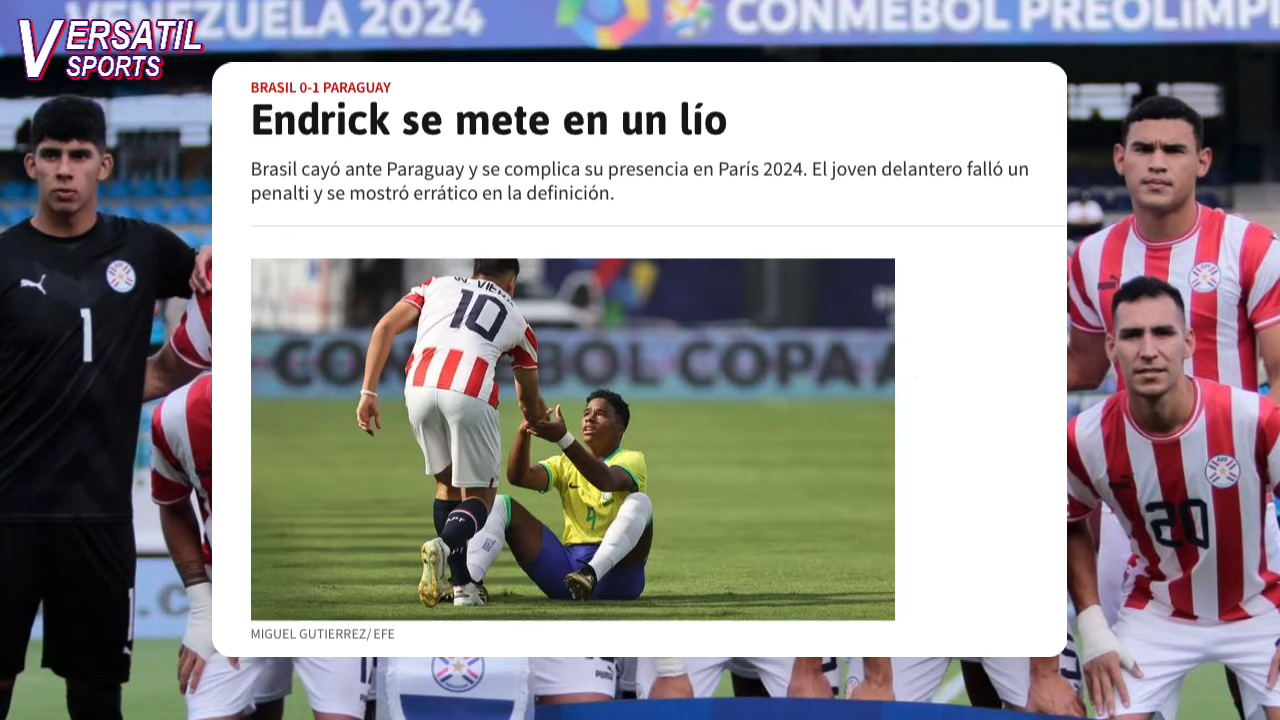 VENEZUELA 2024
CONMEBOL PREOLíMPI
VERSATIL
SPORTS
BRASIL 0-1 PARAGUAY
Endrick se mete en un lío
Brasil cayó ante Paraguay y se complica su presencia en París 2024. El joven delantero falló un
penalti y se mostró errático en la definición.
10
CONMEBOL COPA A
9
1
20
MIGUEL GUTIERREZ/ EFE